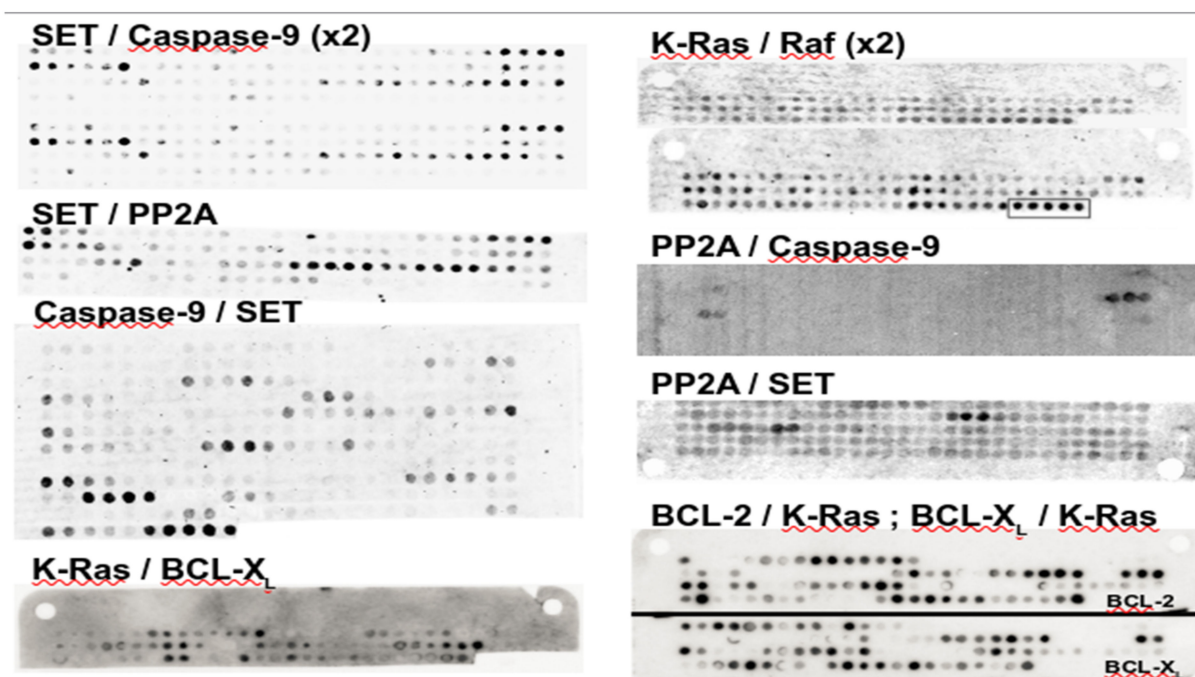 SET / Caspase-9 (x2)
SET / PP2A
Caspase-9 / SET
K-Ras / BCL-XL
K-Ras / Raf (x2)
PP2A / Caspase-9
PP2A / SET
BCL-2 / K-Ras ; BCL-XL / K-Ras
BCL-2
BCL-XL